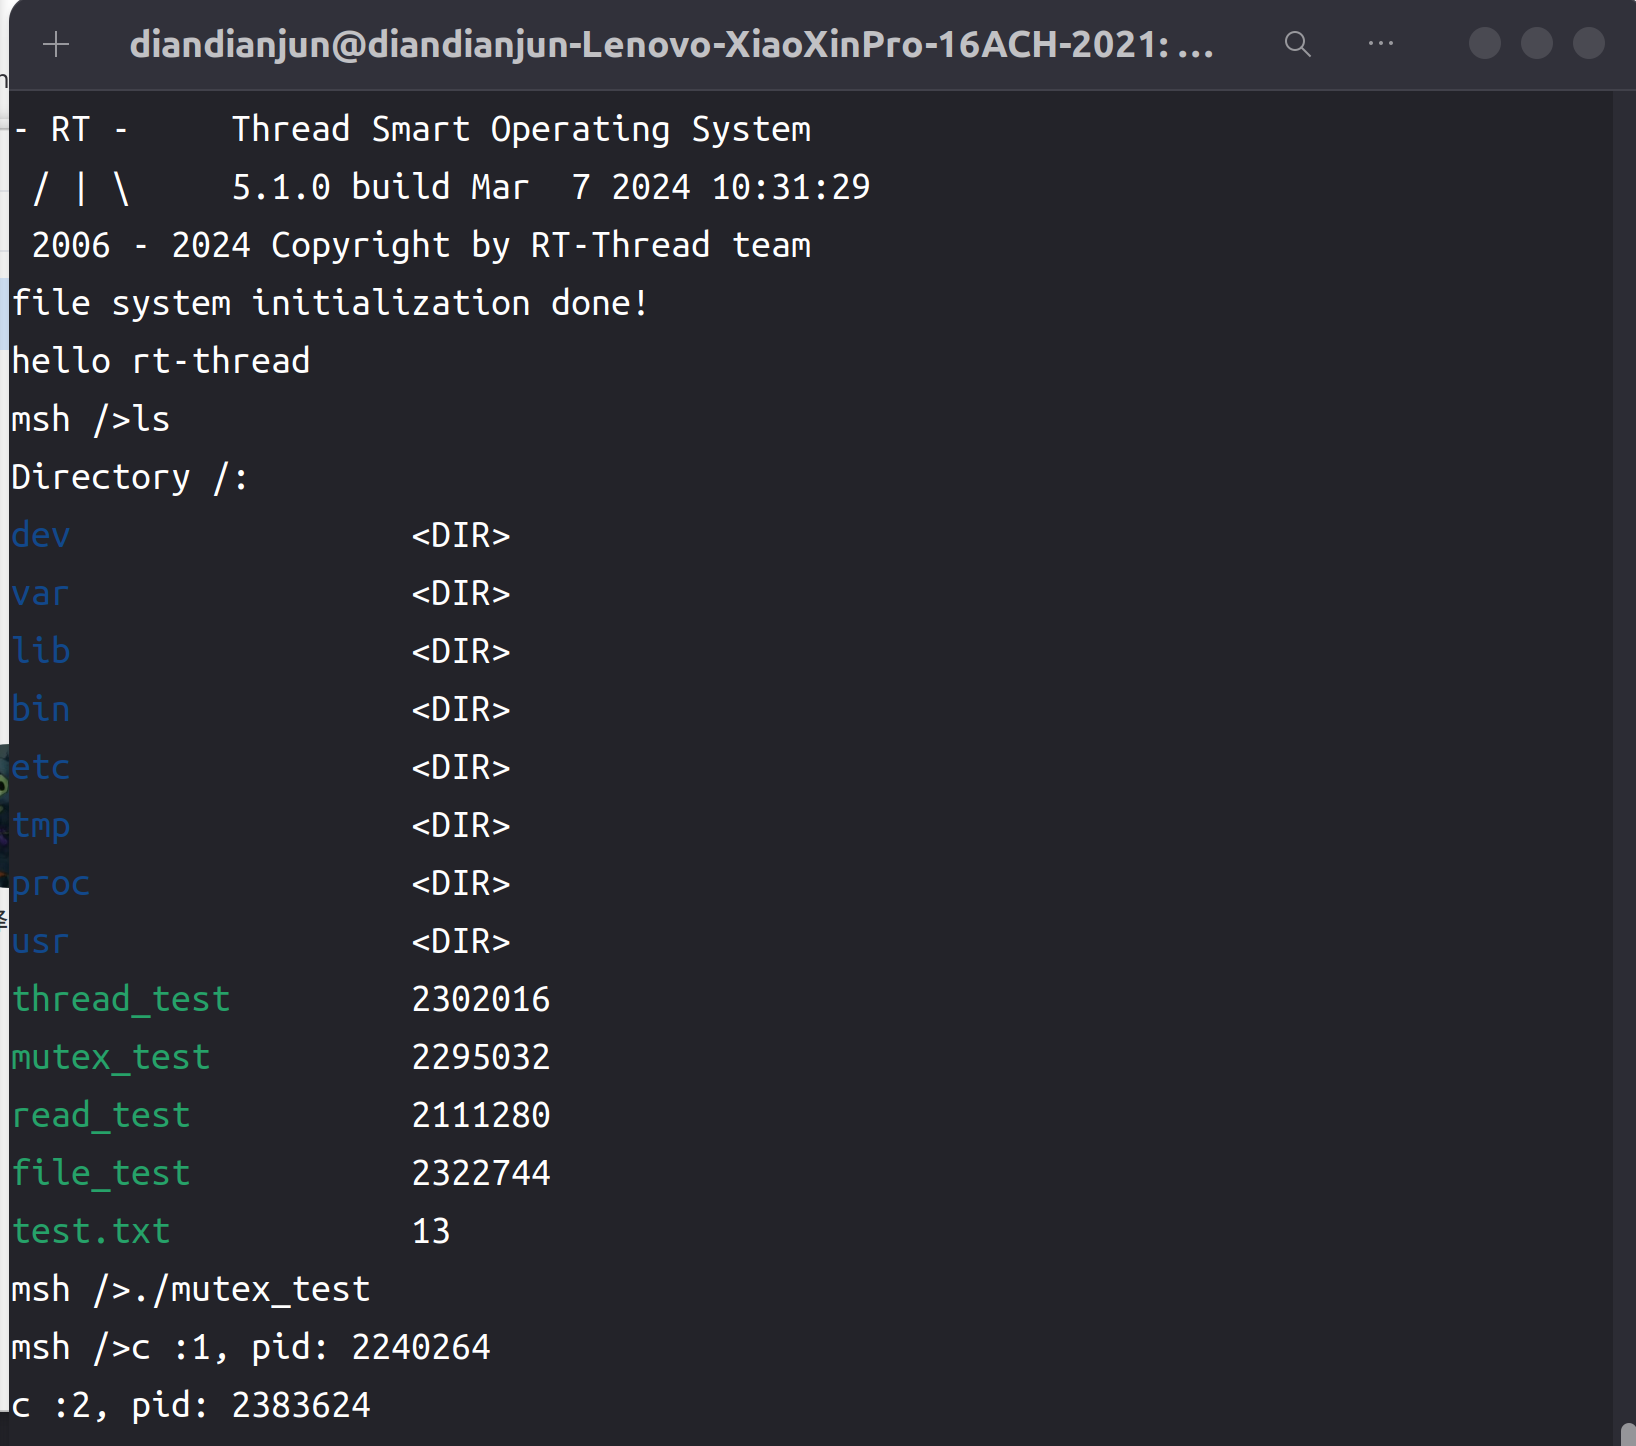 diandianjun@diandianjun-Lenovo-XiaoXinPro-16ACH-2021: ...
- RT -     Thread Smart Operating System
 / | \     5.1.0 build Mar  7 2024 10:31:29
 2006 - 2024 Copyright by RT-Thread team
file system initialization done!
hello rt-thread
msh />ls
Directory /:
dev                 <DIR>
var                 <DIR>
lib                 <DIR>
bin                 <DIR>
etc                 <DIR>
tmp                 <DIR>
proc                <DIR>
usr                 <DIR>
thread_test         2302016
mutex_test          2295032
read_test           2111280
file_test           2322744
test.txt            13
msh />./mutex_test
msh />c :1, pid: 2240264
c :2, pid: 2383624